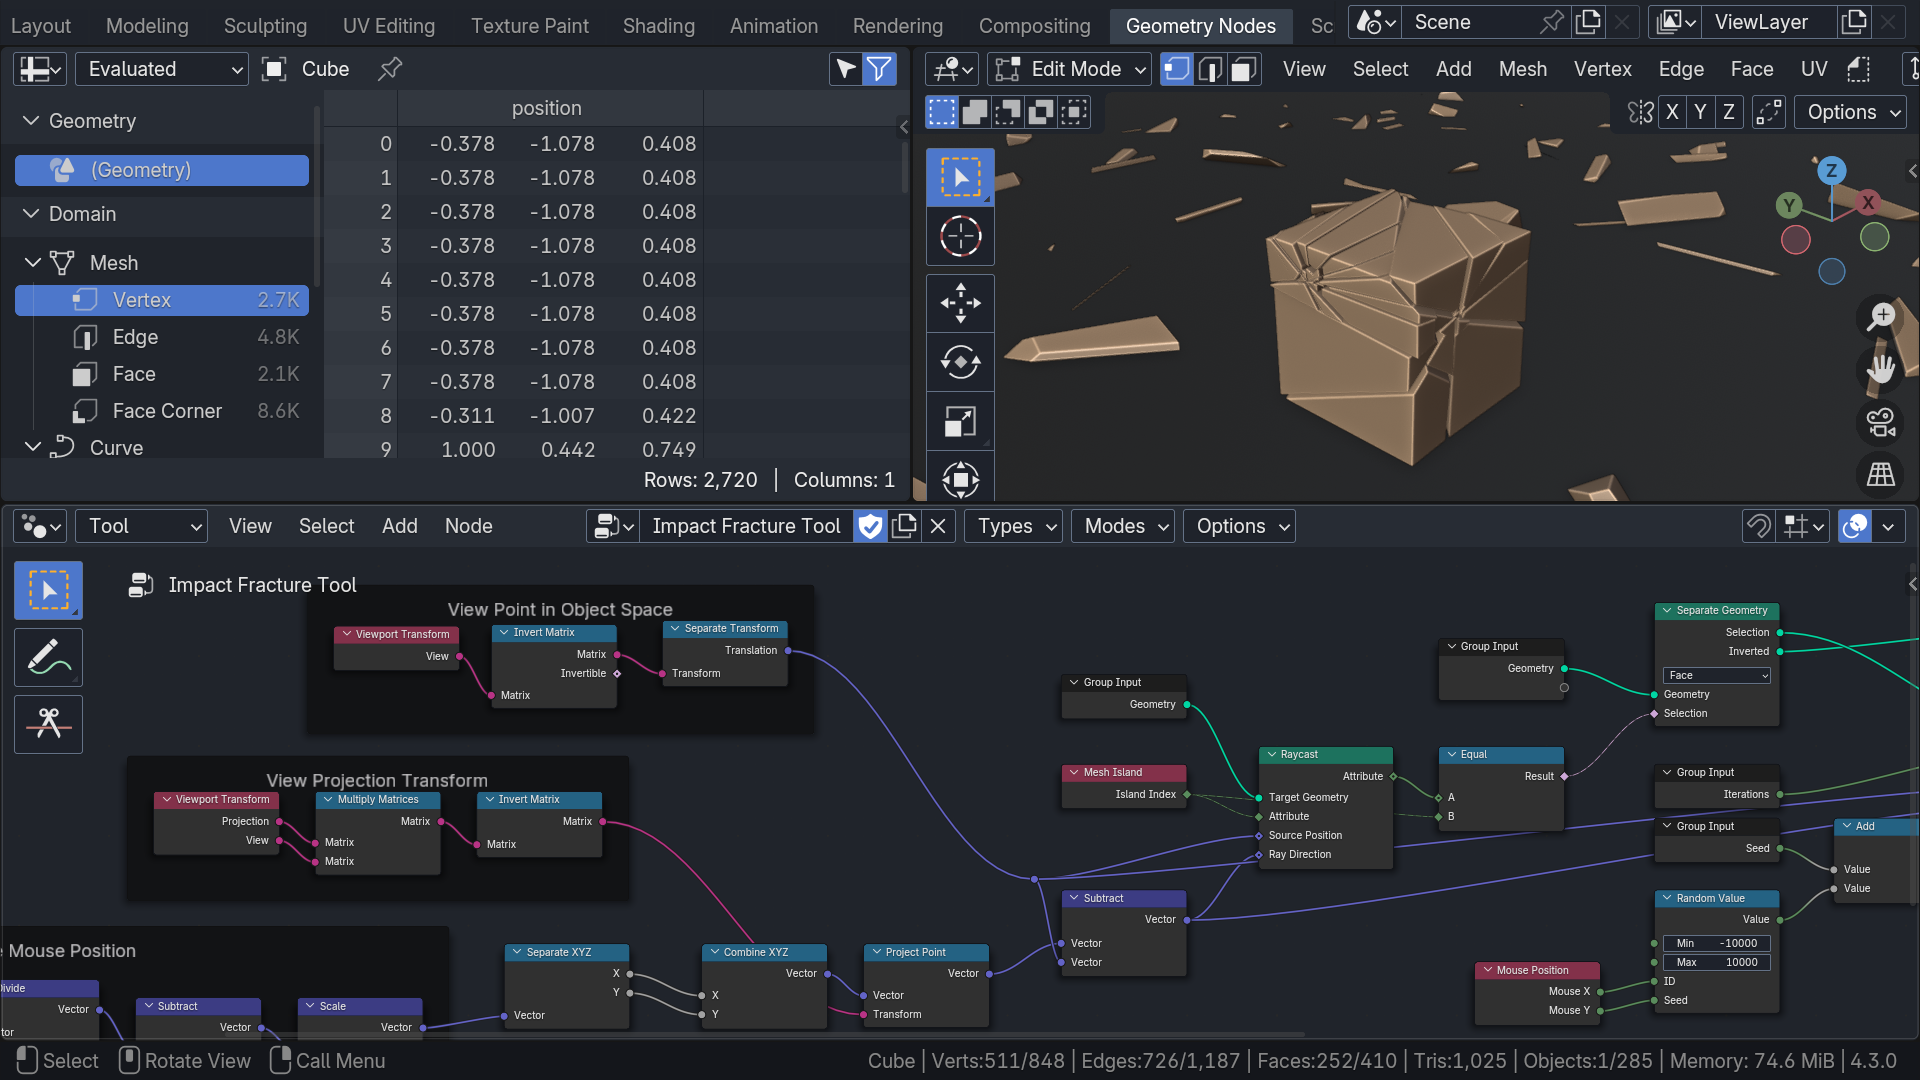 Layout Modeling Sculpting UV Editing Texture Paint Shading Animation Rendering Compositing Geometry Nodes Sc Scene ViewLayer
Evaluated Cube
Edit Mode View Select Add Mesh Vertex Edge Face UV
X Y Z Options
Geometry
(Geometry)
Domain
Mesh
Vertex 2.7K
Edge 4.8K
Face 2.1K
Face Corner 8.6K
Curve
position
0 -0.378 -1.078 0.408
1 -0.378 -1.078 0.408
2 -0.378 -1.078 0.408
3 -0.378 -1.078 0.408
4 -0.378 -1.078 0.408
5 -0.378 -1.078 0.408
6 -0.378 -1.078 0.408
7 -0.378 -1.078 0.408
8 -0.311 -1.007 0.422
9 1.000 0.442 0.749
Rows: 2,720 | Columns: 1
Z
Y
X
Tool View Select Add Node Impact Fracture Tool Types Modes Options
Impact Fracture Tool
View Point in Object Space
Viewport Transform
View
Invert Matrix
Matrix
Invertible
Matrix
Separate Transform
Translation
Transform
View Projection Transform
Viewport Transform
Projection
View
Multiply Matrices
Matrix
Matrix
Matrix
Invert Matrix
Matrix
Matrix
Mouse Position
Vector
Subtract
Vector
Scale
Vector
Separate XYZ
X
Y
Vector
Combine XYZ
Vector
X
Y
Project Point
Vector
Vector
Transform
Group Input
Geometry
Mesh Island
Island Index
Subtract
Vector
Vector
Vector
Raycast
Attribute
Target Geometry
Attribute
Source Position
Ray Direction
Group Input
Geometry
Equal
Result
A
B
Separate Geometry
Selection
Inverted
Face
Geometry
Selection
Group Input
Iterations
Group Input
Seed
Add
Value
Value
Random Value
Value
Min -10000
Max 10000
ID
Seed
Mouse Position
Mouse X
Mouse Y
Select Rotate View Call Menu
Cube | Verts:511/848 | Edges:726/1,187 | Faces:252/410 | Tris:1,025 | Objects:1/285 | Memory: 74.6 MiB | 4.3.0